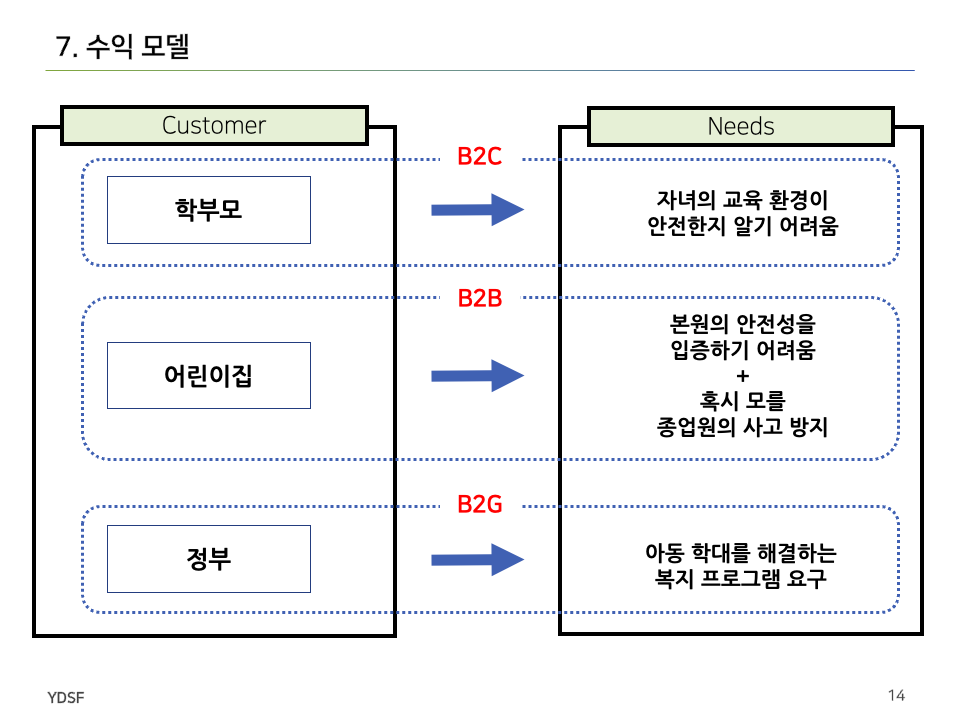 7. 수익 모델
Customer
Needs
B2C
학부모
자녀의 교육 환경이
안전한지 알기 어려움
B2B
어린이집
본원의 안전성을
입증하기 어려움
+
혹시 모를
종업원의 사고 방지
B2G
정부
아동 학대를 해결하는
복지 프로그램 요구
YDSF
14